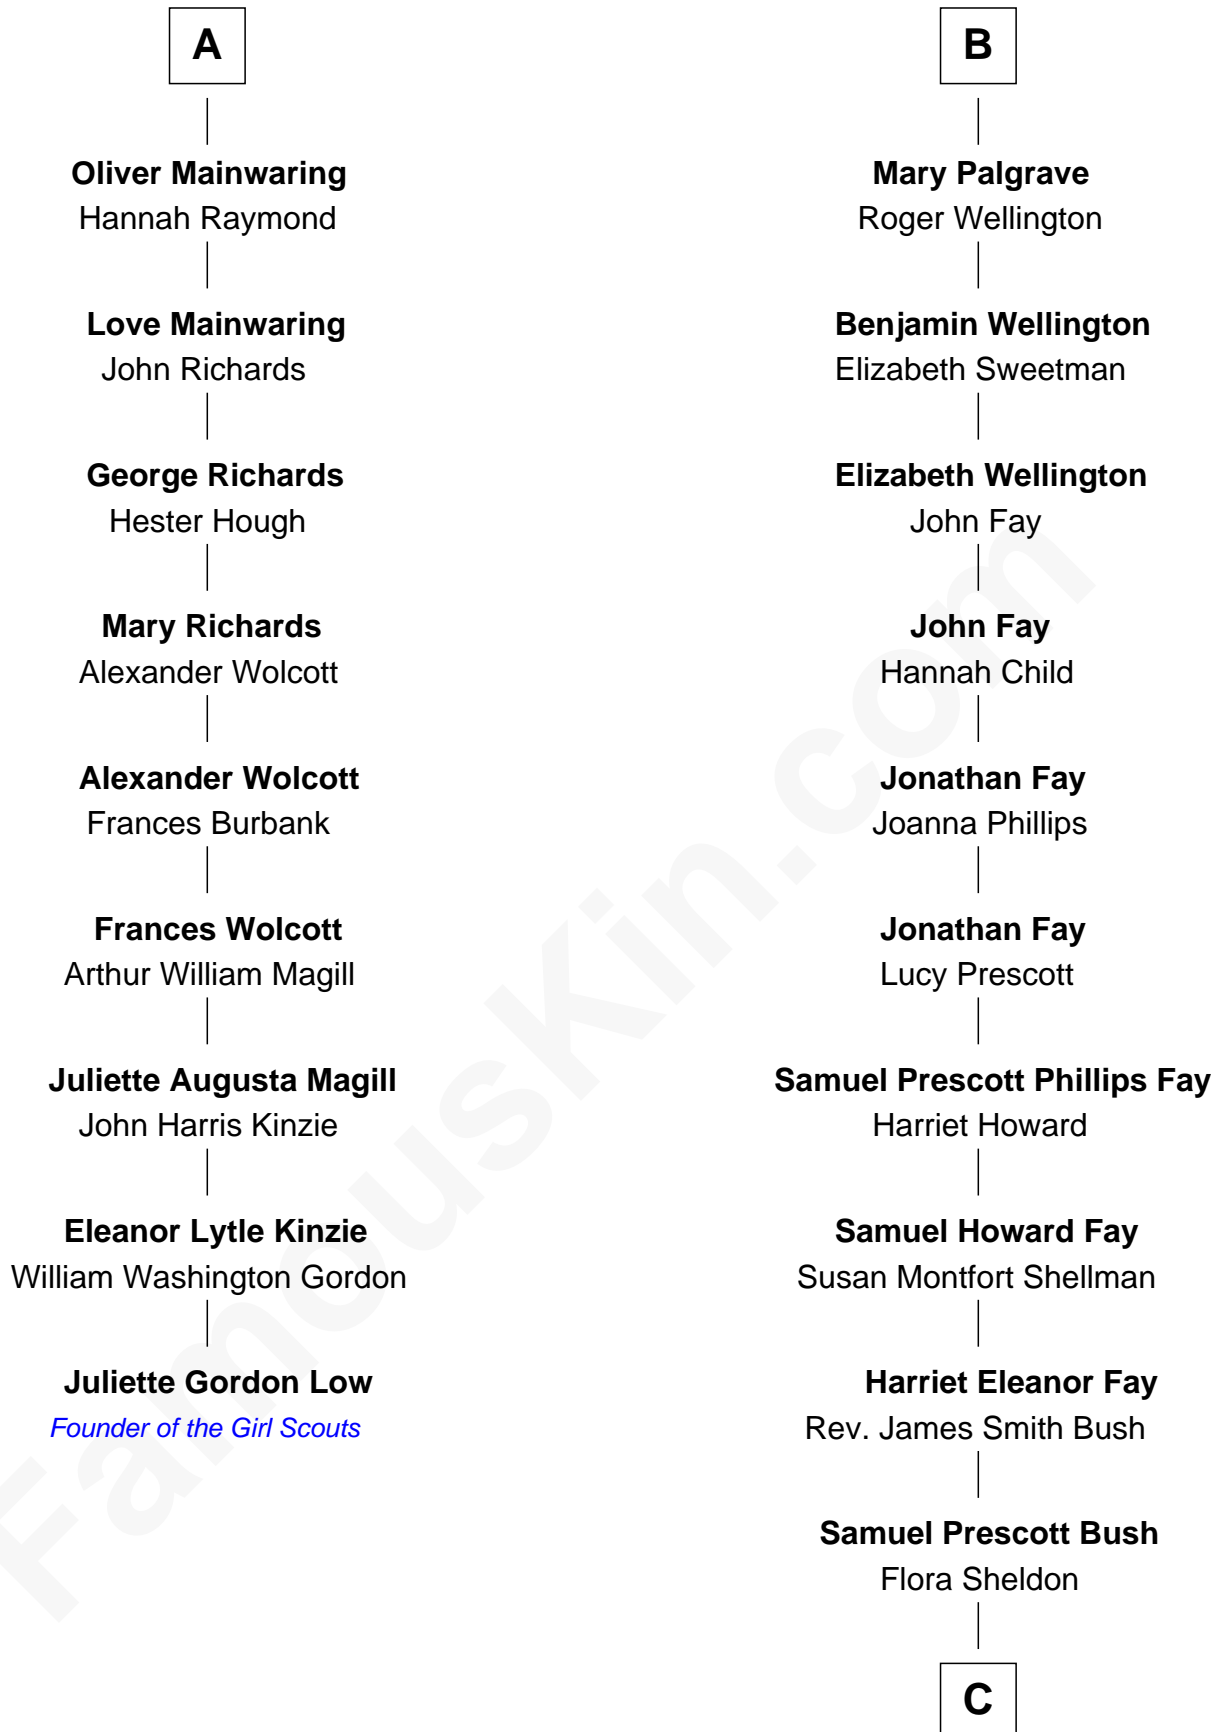 A
Oliver Mainwaring
Hannah Raymond
Love Mainwaring
John Richards
George Richards
Hester Hough
Mary Richards
Alexander Wolcott
Alexander Wolcott
Frances Burbank
Frances Wolcott
Arthur William Magill
Juliette Augusta Magill
John Harris Kinzie
Eleanor Lytle Kinzie
William Washington Gordon
Juliette Gordon Low
Founder of the Girl Scouts
B
Mary Palgrave
Roger Wellington
Benjamin Wellington
Elizabeth Sweetman
Elizabeth Wellington
John Fay
John Fay
Hannah Child
Jonathan Fay
Joanna Phillips
Jonathan Fay
Lucy Prescott
Samuel Prescott Phillips Fay
Harriet Howard
Samuel Howard Fay
Susan Montfort Shellman
Harriet Eleanor Fay
Rev. James Smith Bush
Samuel Prescott Bush
Flora Sheldon
C
FamousKin.com